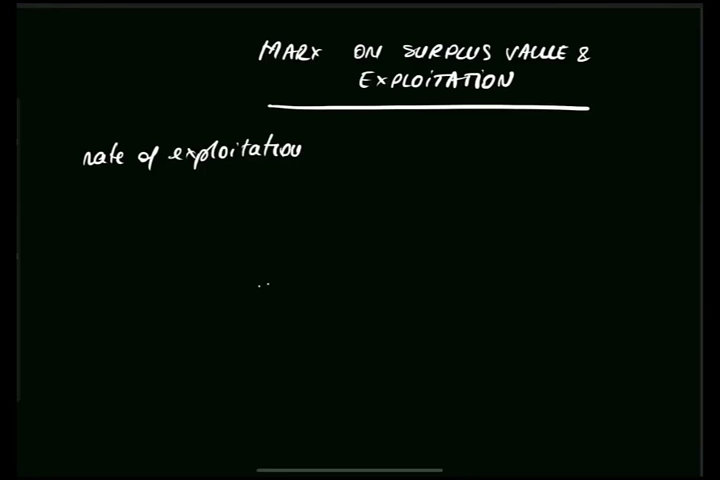 MARX ON SURPLUS VALUE &
EXPLOITATION
rate of exploitation